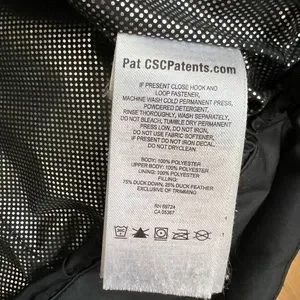 Pat CSCPatents.com
IF PRESENT CLOSE HOOK AND
LOOP FASTENER,
MACHINE WASH COLD PERMANENT PRESS,
POWDERED DETERGENT.
RINSE THOROUGHLY, WASH SEPARATELY,
DO NOT BLEACH, TUMBLE DRY PERMANENT
PRESS LOW, DO NOT IRON,
DO NOT USE FABRIC SOFTENER,
IF PRESENT DO NOT IRON DECAL,
DO NOT DRYCLEAN.
BODY: 100% POLYESTER
UPPER BODY: 100% POLYESTER
LINING: 100% POLYESTER
FILLING:
75% DUCK DOWN, 25% DUCK FEATHER
EXCLUSIVE OF TRIMMING
RN 69724
CA 05367